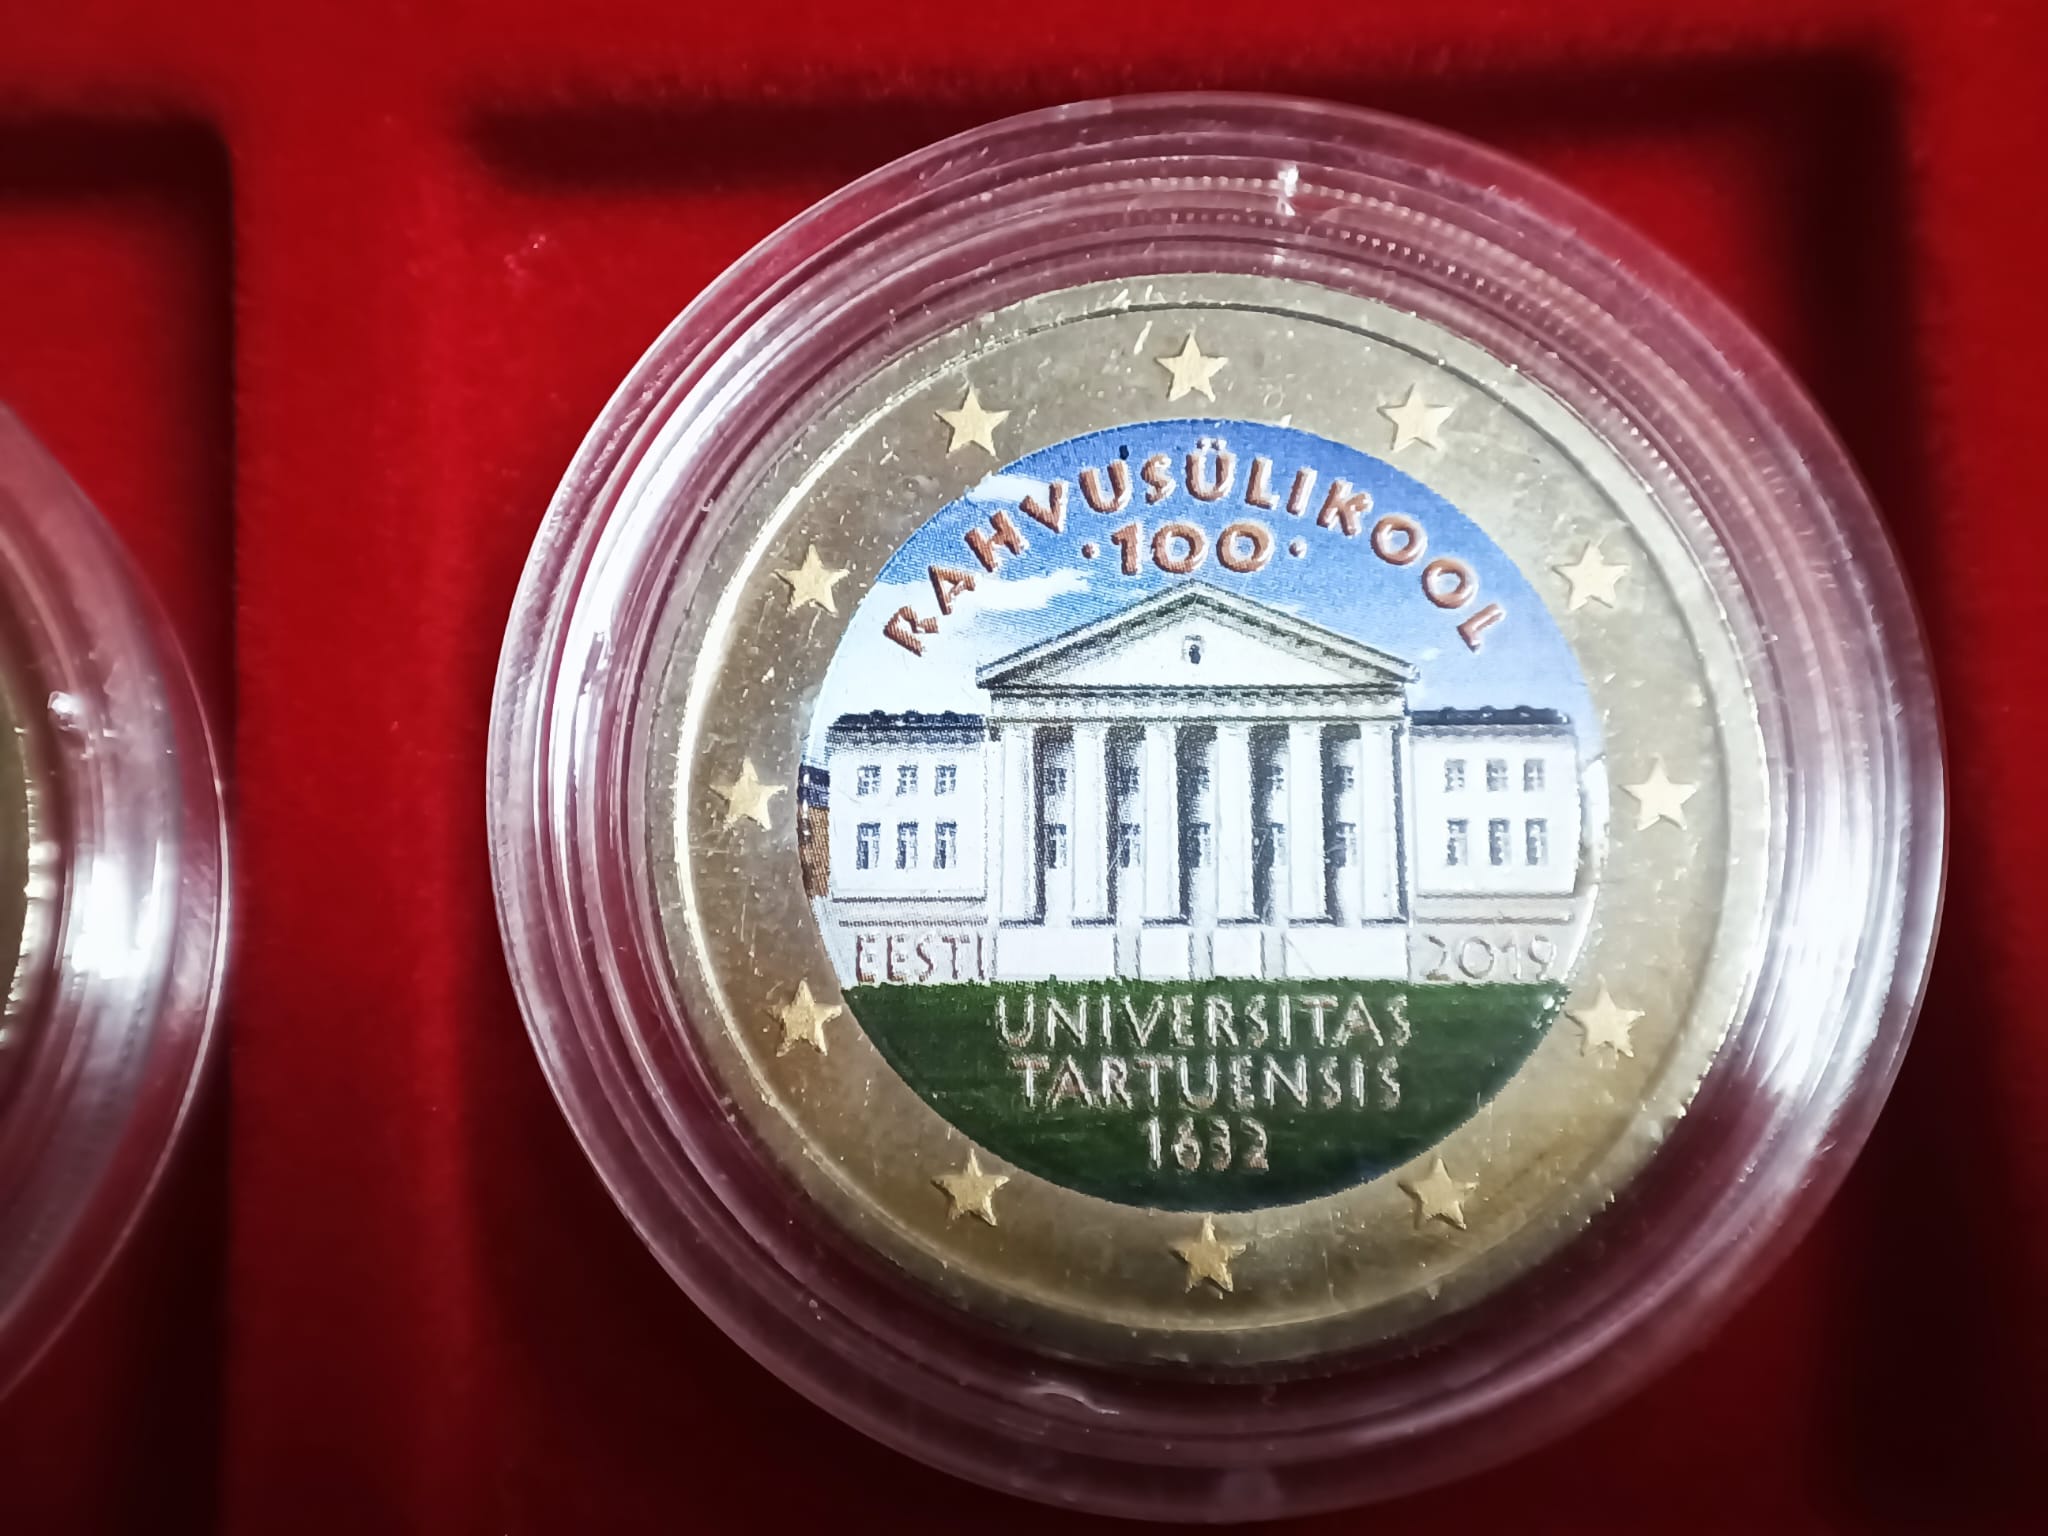 RAHVUSÜLIKOOL
·100·
EESTI 2019
UNIVERSITAS
TARTUENSIS
1632